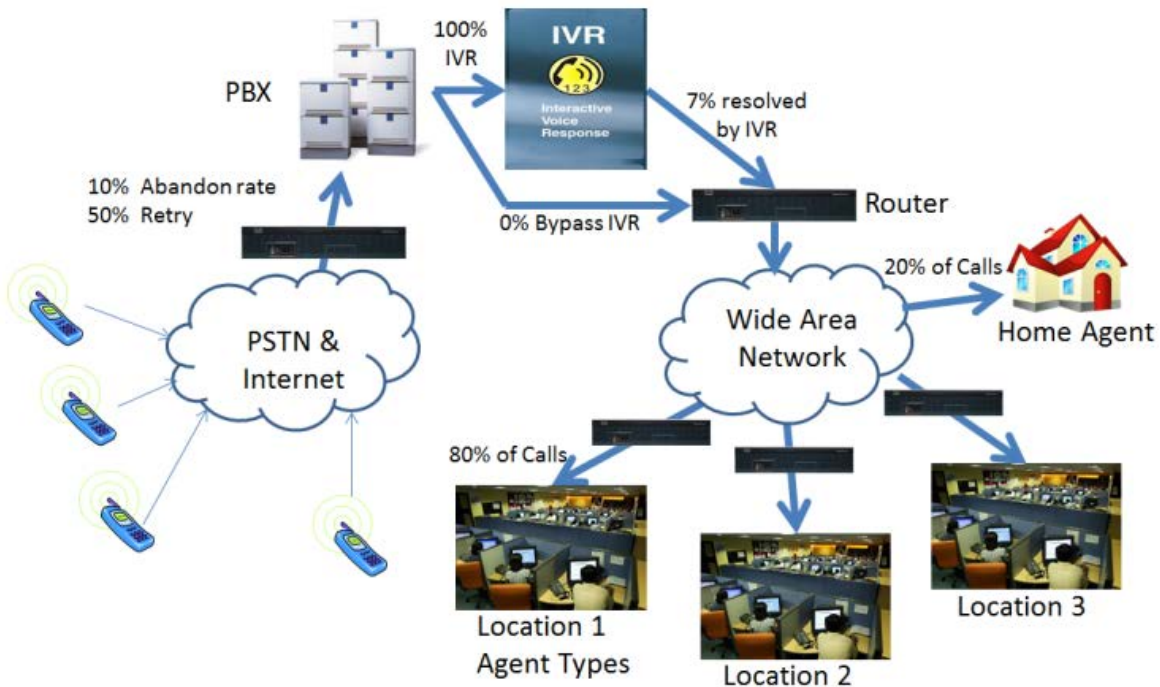 PBX
100%
IVR
IVR
123
Interactive
Voice
Response
7% resolved
by IVR
10% Abandon rate
50% Retry
0% Bypass IVR
Router
20% of Calls
Home Agent
PSTN &
Internet
Wide Area
Network
80% of Calls
Location 1
Agent Types
Location 2
Location 3